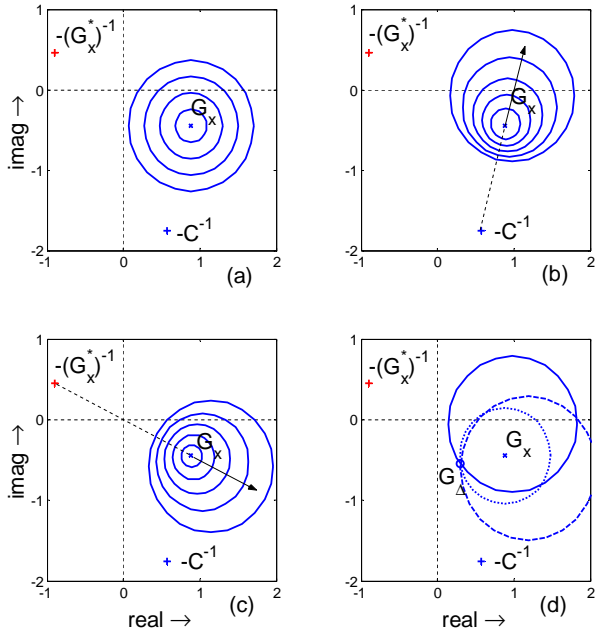 1
-(G*x)-1
0
Gx
imag →
-1
-C-1
-2
-1
0
1
2
(a)
1
-(G*x)-1
0
Gx
-1
-C-1
-2
-1
0
1
2
(b)
1
-(G*x)-1
0
Gx
imag →
-1
-C-1
-2
-1
0
1
2
real →
(c)
1
-(G*x)-1
0
Gx
GΔ
-1
-C-1
-2
-1
0
1
2
real →
(d)